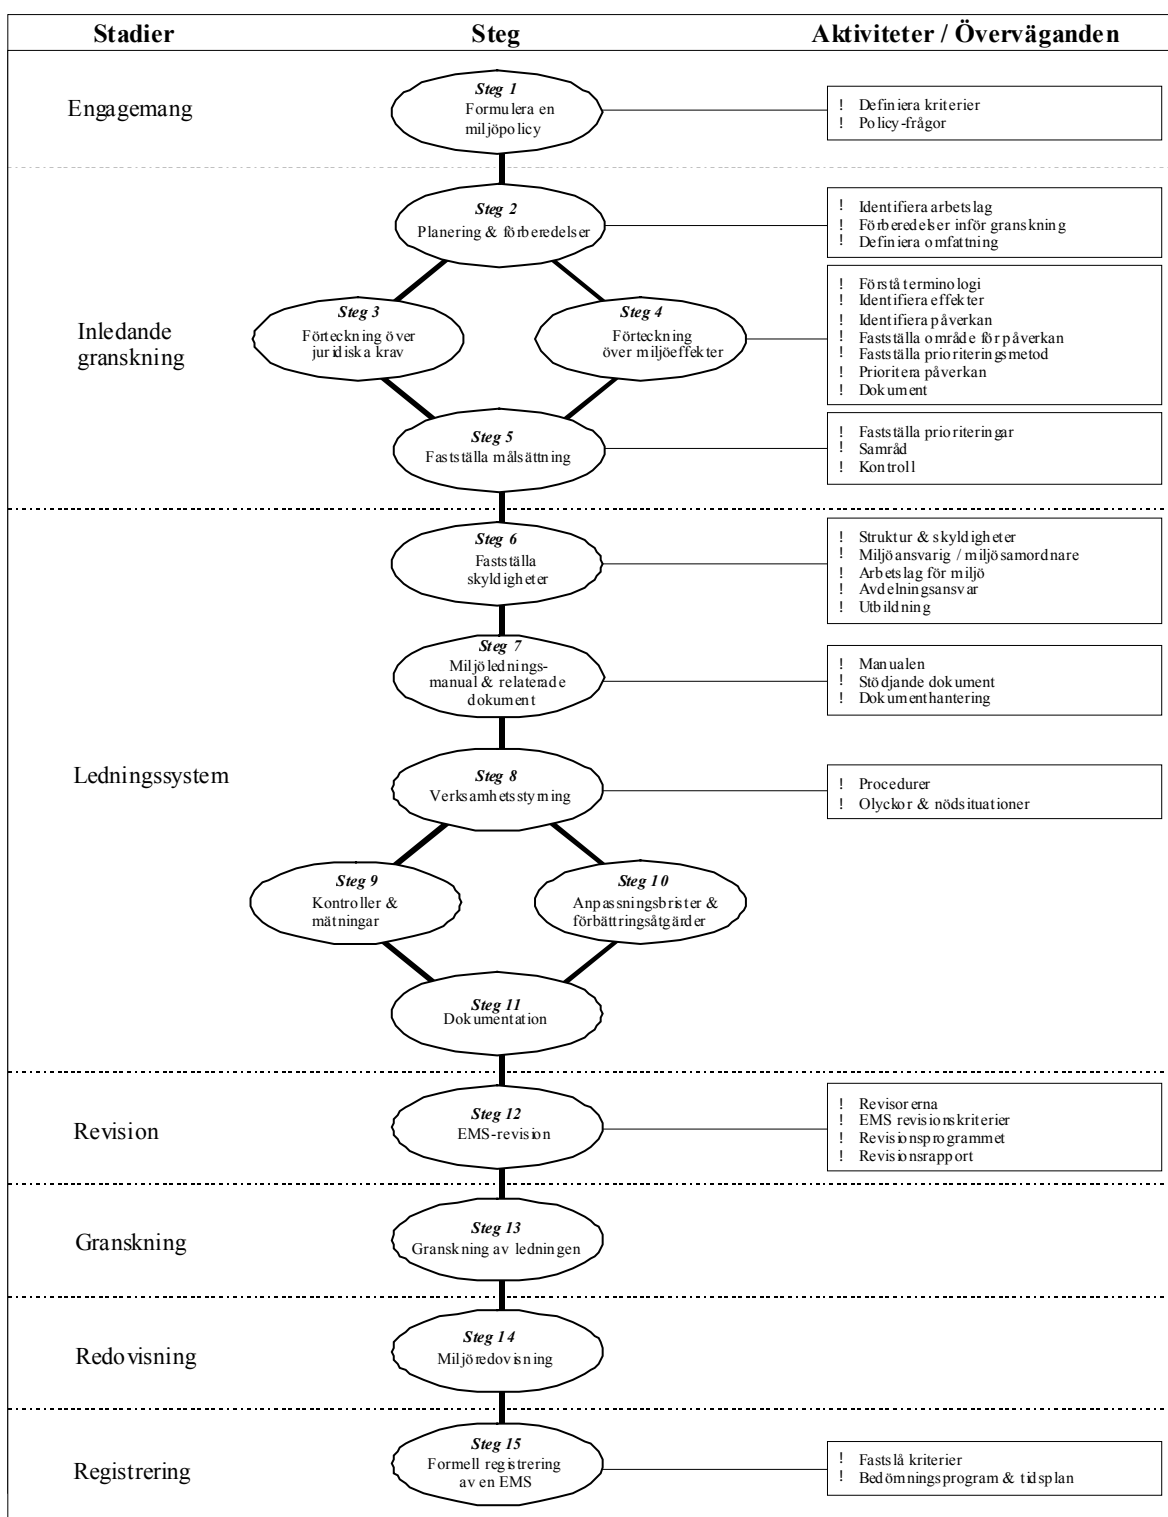 Stadier
Steg
Aktiviteter / Överväganden
Engagemang
Steg 1
Formulera en
miljöpolicy
! Definiera kriterier
! Policy-frågor
Inledande
granskning
Steg 2
Planering & förberedelser
! Identifiera arbetslag
! Förberedelser inför granskning
! Definiera omfattning
Steg 3
Förteckning över
juridiska krav
Steg 4
Förteckning
över miljöeffekter
! Förstå terminologi
! Identifiera effekter
! Identifiera påverkan
! Fastställa område för påverkan
! Fastställa prioriteringsmetod
! Prioritera påverkan
! Dokument
Steg 5
Fastställa målsättning
! Fastställa prioriteringar
! Samråd
! Kontroll
Ledningssystem
Steg 6
Fastställa
skyldigheter
! Struktur & skyldigheter
! Miljöansvarig / miljösamordnare
! Arbetslag för miljö
! Avdelningsansvar
! Utbildning
Steg 7
Miljölednings-
manual & relaterade
dokument
! Manualen
! Stödjande dokument
! Dokumenthantering
Steg 8
Verksamhetsstyrning
! Procedurer
! Olyckor & nödsituationer
Steg 9
Kontroller &
mätningar
Steg 10
Anpassningsbrister &
förbättringsåtgärder
Steg 11
Dokumentation
Revision
Steg 12
EMS-revision
! Revisorerna
! EMS revisionskriterier
! Revisionsprogrammet
! Revisionsrapport
Granskning
Steg 13
Granskning av ledningen
Redovisning
Steg 14
Miljöredovisning
Registrering
Steg 15
Formell registrering
av en EMS
! Fastslå kriterier
! Bedömningsprogram & tidsplan